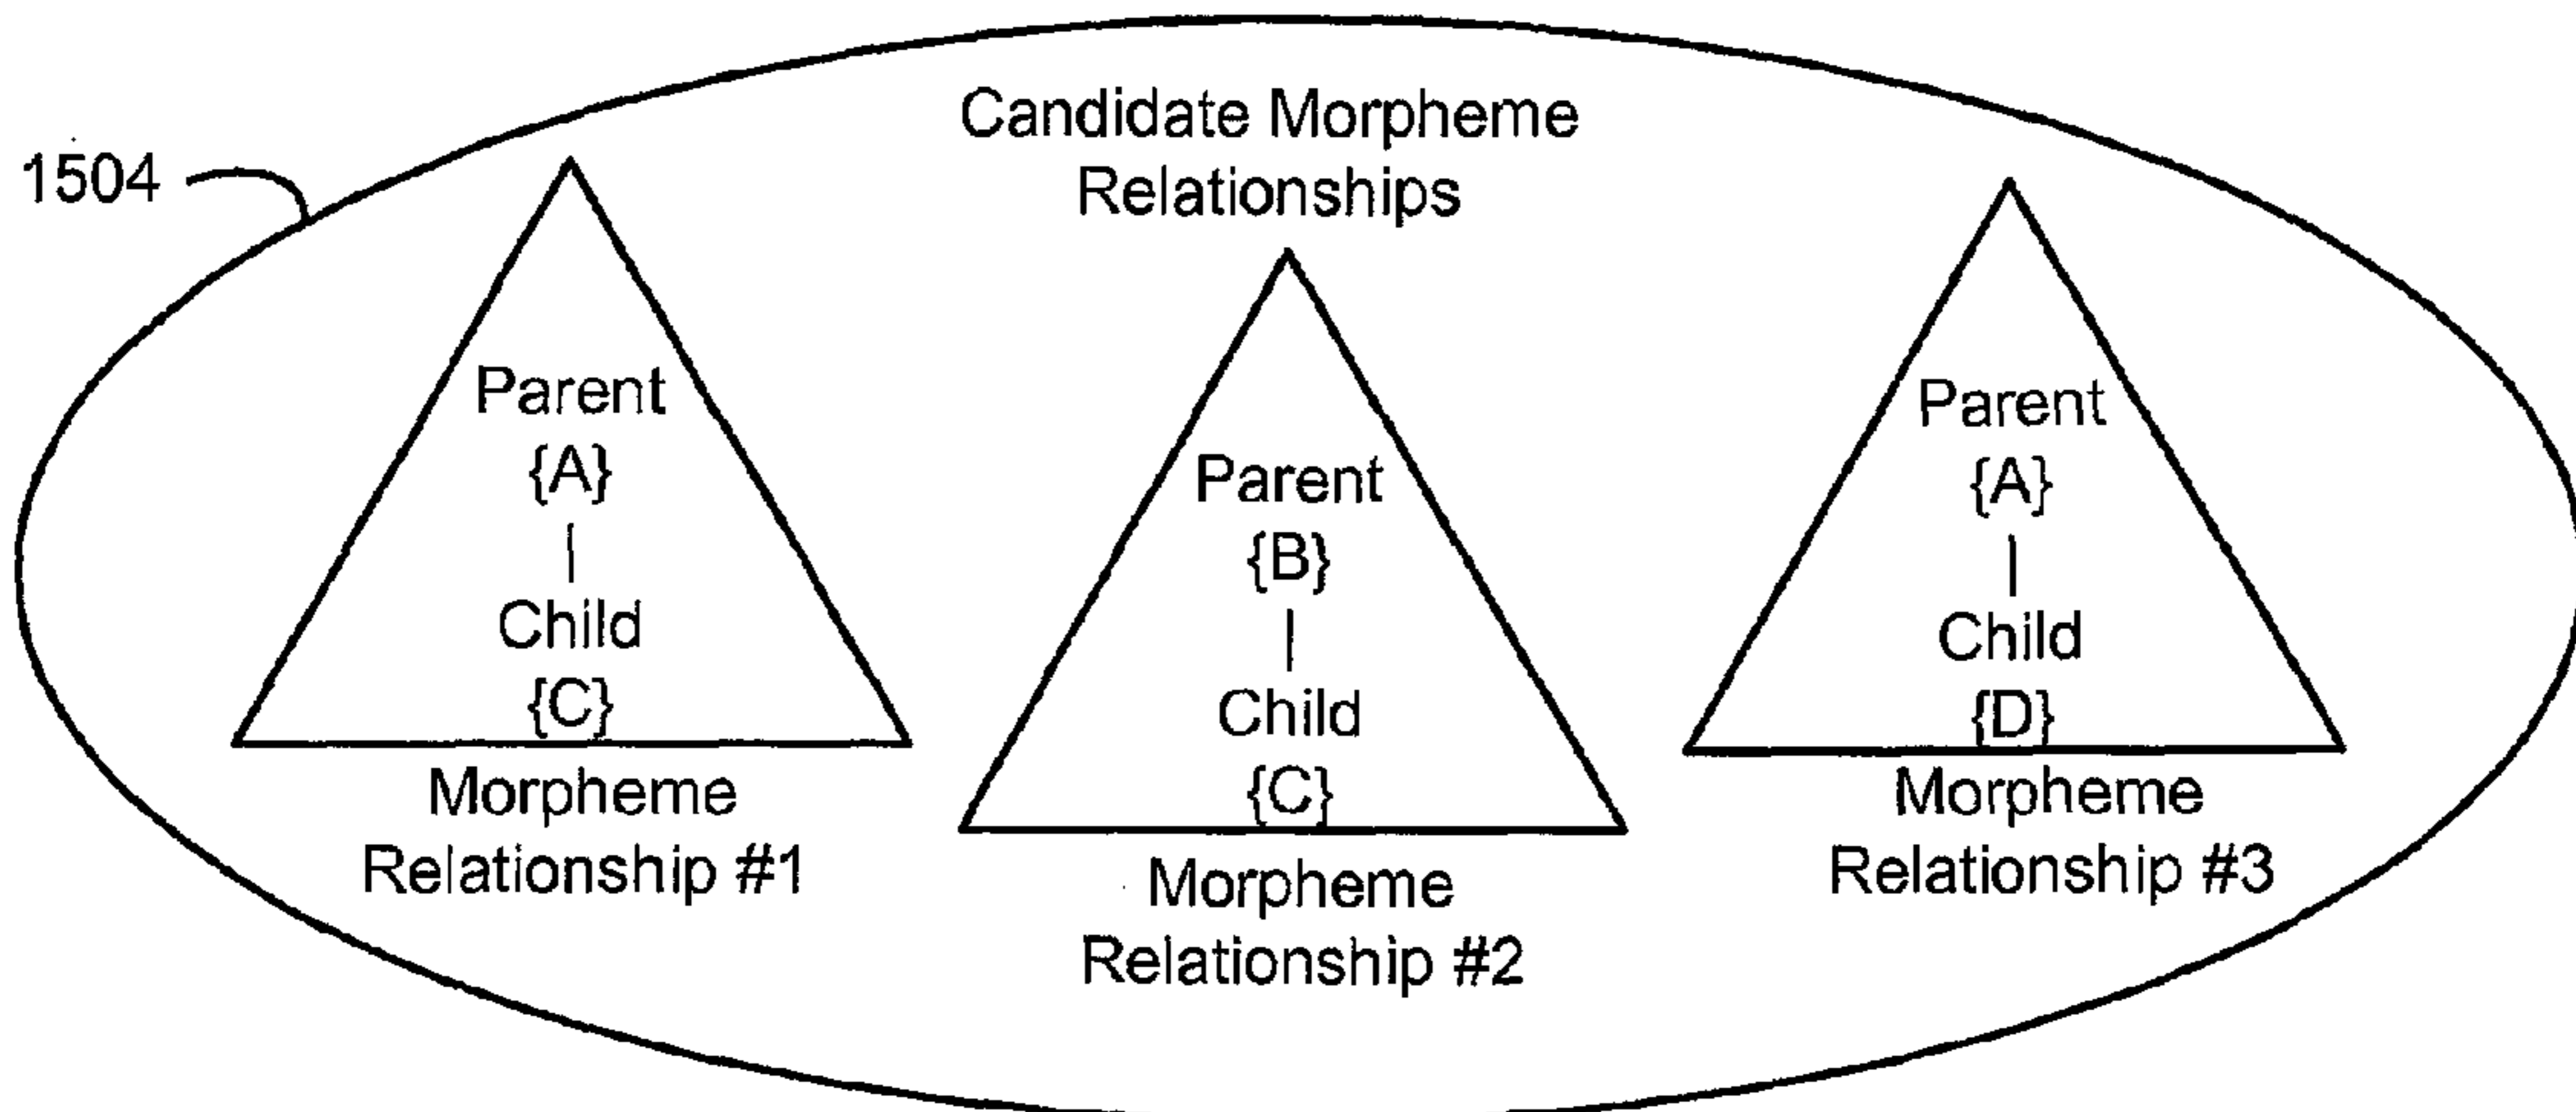 Candidate Morpheme
Relationships
1504
Parent
{A}
|
Child
{C}
Morpheme
Relationship #1
Parent
{B}
|
Child
{C}
Morpheme
Relationship #2
Parent
{A}
|
Child
{D}
Morpheme
Relationship #3